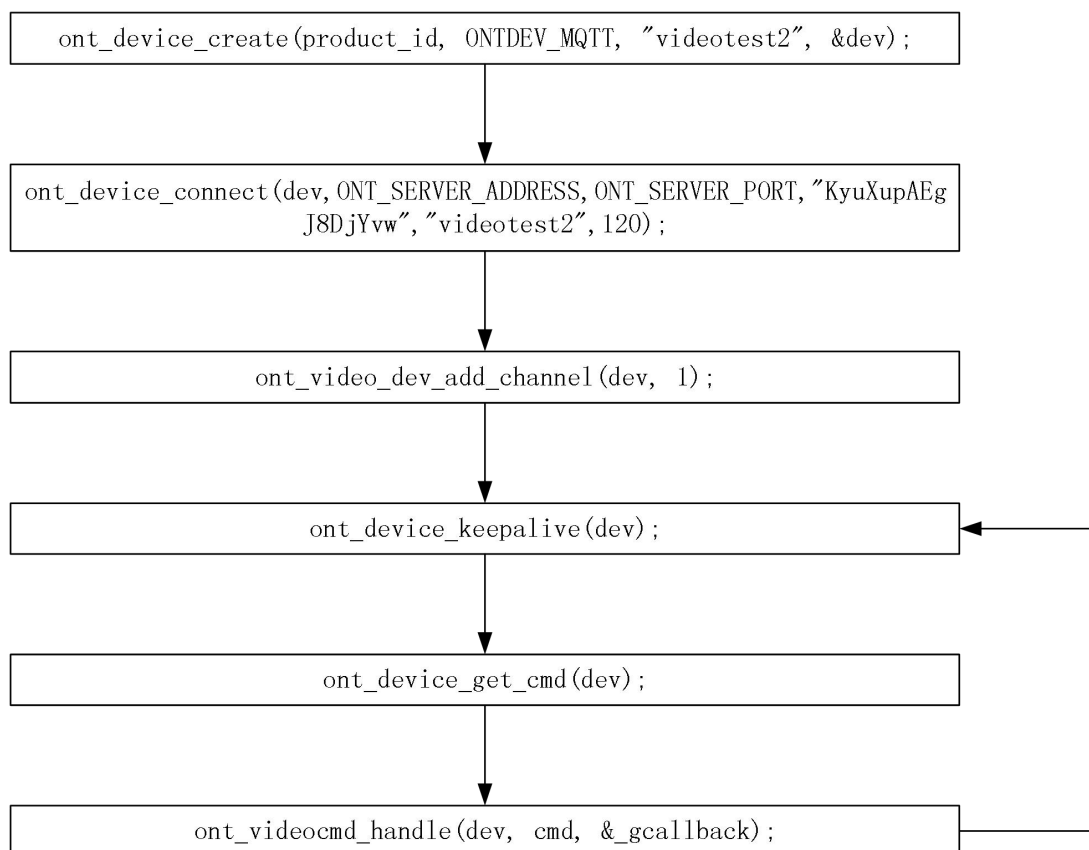 ont_device_create(product_id, ONTDEV_MQTT, "videotest2", &dev);
ont_device_connect(dev,ONT_SERVER_ADDRESS,ONT_SERVER_PORT,"KyuXupAEg
J8DjYvw","videotest2",120);
ont_video_dev_add_channel(dev, 1);
ont_device_keepalive(dev);
ont_device_get_cmd(dev);
ont_videocmd_handle(dev, cmd, &_gcallback);